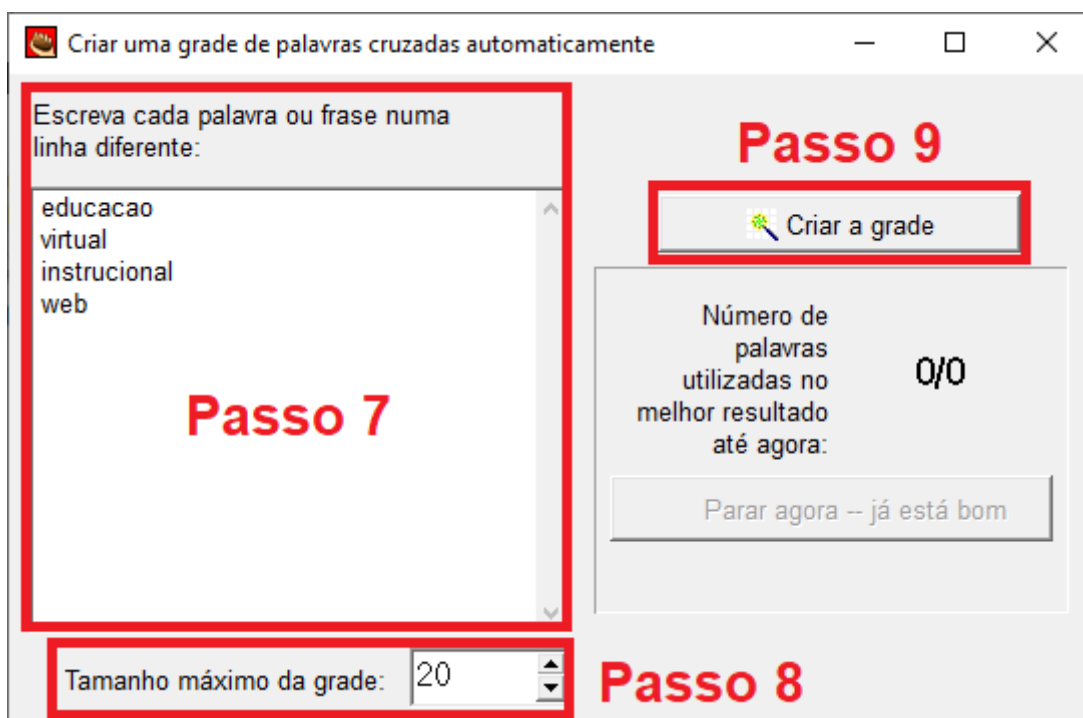 Criar uma grade de palavras cruzadas automaticamente
Escreva cada palavra ou frase numa
linha diferente:
educacao
virtual
instrucional
web
Passo 7
Tamanho máximo da grade:
20
Passo 8
Passo 9
Criar a grade
Número de
palavras
utilizadas no
melhor resultado
até agora:
0/0
Parar agora -- já está bom